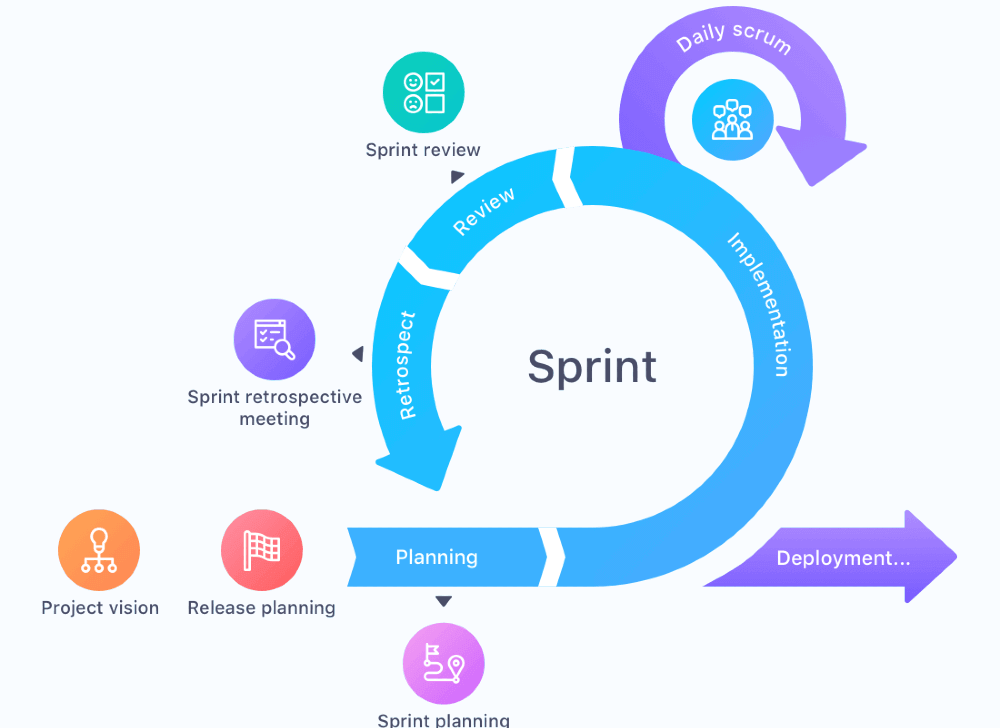 Daily scrum
Sprint review
Review
Implementation
Retrospect
Sprint
Sprint retrospective
meeting
Planning
Deployment...
Project vision
Release planning
Sprint planning